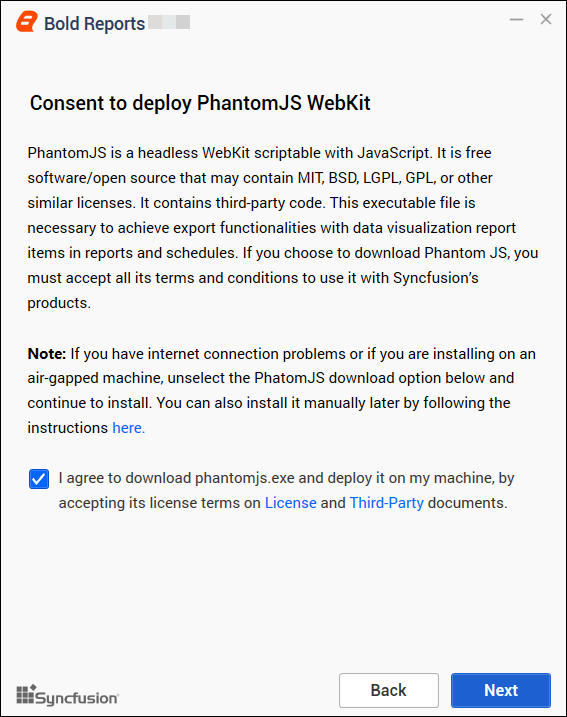 Bold Reports
Consent to deploy PhantomJS WebKit
PhantomJS is a headless WebKit scriptable with JavaScript. It is free
software/open source that may contain MIT, BSD, LGPL, GPL, or other
similar licenses. It contains third-party code. This executable file is
necessary to achieve export functionalities with data visualization report
items in reports and schedules. If you choose to download Phantom JS, you
must accept all its terms and conditions to use it with Syncfusion's
products.
Note: If you have internet connection problems or if you are installing on an
air-gapped machine, unselect the PhatomJS download option below and
continue to install. You can also install it manually later by following the
instructions here.
I agree to download phantomjs.exe and deploy it on my machine, by
accepting its license terms on License and Third-Party documents.
Syncfusion
Back
Next